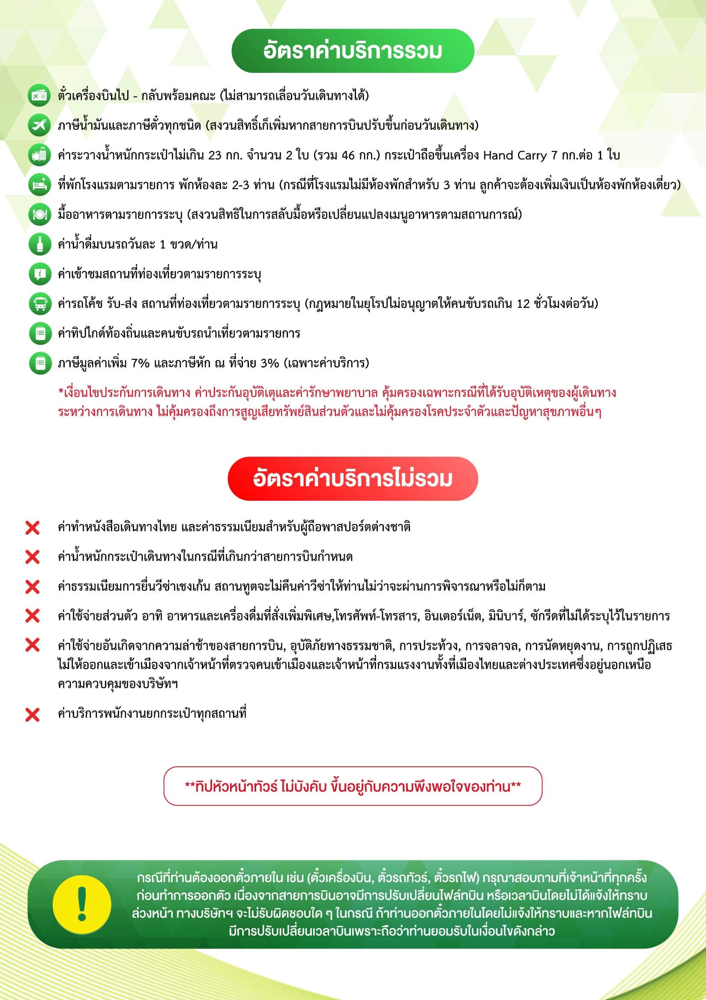 อัตราค่าบริการรวม
ตั๋วเครื่องบินไป - กลับพร้อมคณะ (ไม่สามารถเลื่อนวันเดินทางได้)
ภาษีน้ำมันและภาษีตั๋วทุกชนิด (สงวนสิทธิ์เก็เพิ่มหากสายการบินปรับขึ้นก่อนวันเดินทาง)
ค่าระวางน้ำหนักกระเป๋าไม่เกิน 23 กก. จำนวน 2 ใบ (รวม 46 กก.) กระเป๋าถือขึ้นเครื่อง Hand Carry 7 กก.ต่อ 1 ใบ
ที่พักโรงแรมตามรายการ พักห้องละ 2-3 ท่าน (กรณีที่โรงแรมไม่มีห้องพักสำหรับ 3 ท่าน ลูกค้าจะต้องเพิ่มเงินเป็นห้องพักห้องเดี่ยว)
มื้ออาหารตามรายการระบุ (สงวนสิทธิในการสลับมื้อหรือเปลี่ยนแปลงเมนูอาหารตามสถานการณ์)
ค่าน้ำดื่มบนรถวันละ 1 ขวด/ท่าน
ค่าเข้าชมสถานที่ท่องเที่ยวตามรายการระบุ
ค่ารถโค้ช รับ-ส่ง สถานที่ท่องเที่ยวตามรายการระบุ (กฎหมายในยุโรปไม่อนุญาตให้คนขับรถเกิน 12 ชั่วโมงต่อวัน)
ค่าทิปไกด์ท้องถิ่นและคนขับรถนำเที่ยวตามรายการ
ภาษีมูลค่าเพิ่ม 7% และภาษีหัก ณ ที่จ่าย 3% (เฉพาะค่าบริการ)
*เงื่อนไขประกันการเดินทาง ค่าประกันอุบัติเตุและค่ารักษาพยาบาล คุ้มครองเฉพาะกรณีที่ได้รับอุบัติเหตุของผู้เดินทาง
ระหว่างการเดินทาง ไม่คุ้มครองถึงการสูญเสียทรัพย์สินส่วนตัวและไม่คุ้มครองโรคประจำตัวและปัญหาสุขภาพอื่นๆ
อัตราค่าบริการไม่รวม
ค่าทำหนังสือเดินทางไทย และค่าธรรมเนียมสำหรับผู้ถือพาสปอร์ตต่างชาติ
ค่าน้ำหนักกระเป๋าเดินทางในกรณีที่เกินกว่าสายการบินกำหนด
ค่าธรรมเนียมการยื่นวีซ่าเชงเก้น สถานทูตจะไม่คืนค่าวีซ่าให้ท่านไม่ว่าจะผ่านการพิจารณาหรือไม่ก็ตาม
ค่าใช้จ่ายส่วนตัว อาทิ อาหารและเครื่องดื่มที่สั่งเพิ่มพิเศษ,โทรศัพท์-โทรสาร, อินเตอร์เน็ต, มินิบาร์, ซักรีดที่ไม่ได้ระบุไว้ในรายการ
ค่าใช้จ่ายอันเกิดจากความล่าช้าของสายการบิน, อุบัติภัยทางธรรมชาติ, การประท้วง, การจลาจล, การนัดหยุดงาน, การถูกปฏิเสธ
ไม่ให้ออกและเข้าเมืองจากเจ้าหน้าที่ตรวจคนเข้าเมืองและเจ้าหน้าที่กรมแรงงานทั้งที่เมืองไทยและต่างประเทศซึ่งอยู่นอกเหนือ
ความควบคุมของบริษัทฯ
ค่าบริการพนักงานยกกระเป๋าทุกสถานที่
**ทิปหัวหน้าทัวร์ ไม่บังคับ ขึ้นอยู่กับความพึงพอใจของท่าน**
กรณีที่ท่านต้องออกตั๋วภายใน เช่น (ตั๋วเครื่องบิน, ตั๋วรถทัวร์, ตั๋วรถไฟ) กรุณาสอบถามที่เจ้าหน้าที่ทุกครั้ง
ก่อนทำการออกตัว เนื่องจากสายการบินอาจมีการปรับเปลี่ยนไฟล์ทบิน หรือเวลาบินโดยไม่ได้แจ้งให้ทราบ
ล่วงหน้า ทางบริษัทฯ จะไม่รับผิดชอบใด ๆ ในกรณี ถ้าท่านออกตั๋วภายในโดยไม่แจ้งให้ทราบและหากไฟล์ทบิน
มีการปรับเปลี่ยนเวลาบินเพราะถือว่าท่านยอมรับในเงื่อนไขดังกล่าว